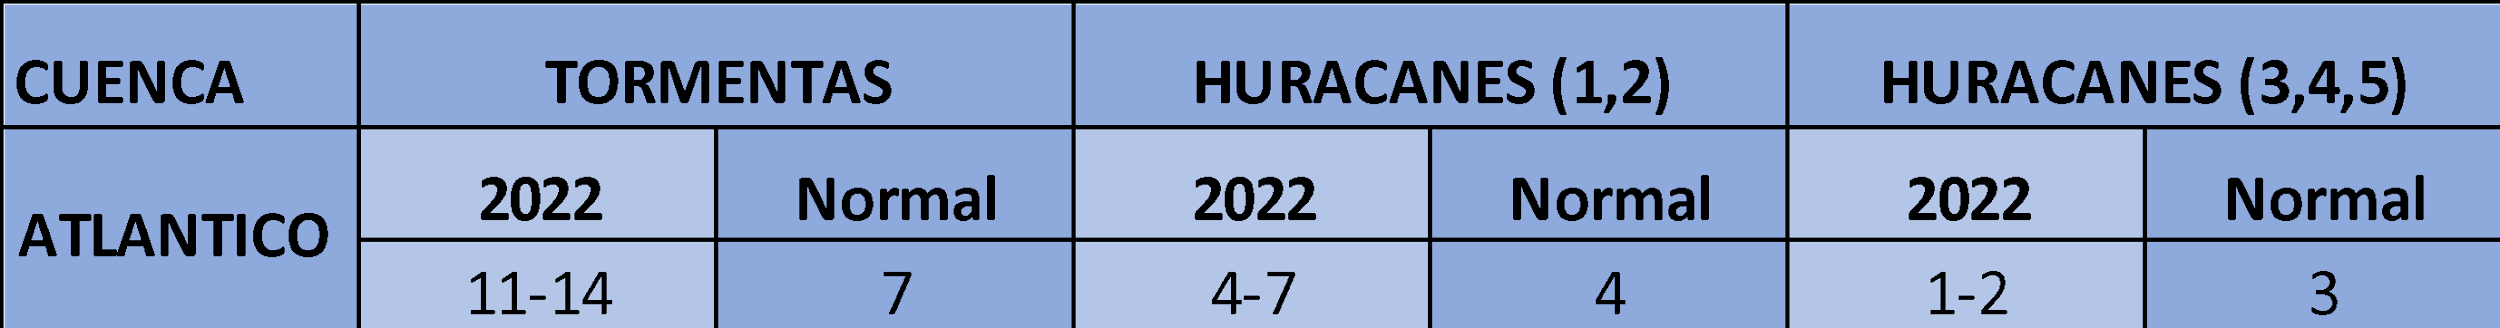 CUENCA TORMENTAS HURACANES (1,2) HURACANES (3,4,5)
ATLANTICO 2022 Normal 2022 Normal 2022 Normal
11-14 7 4-7 4 1-2 3